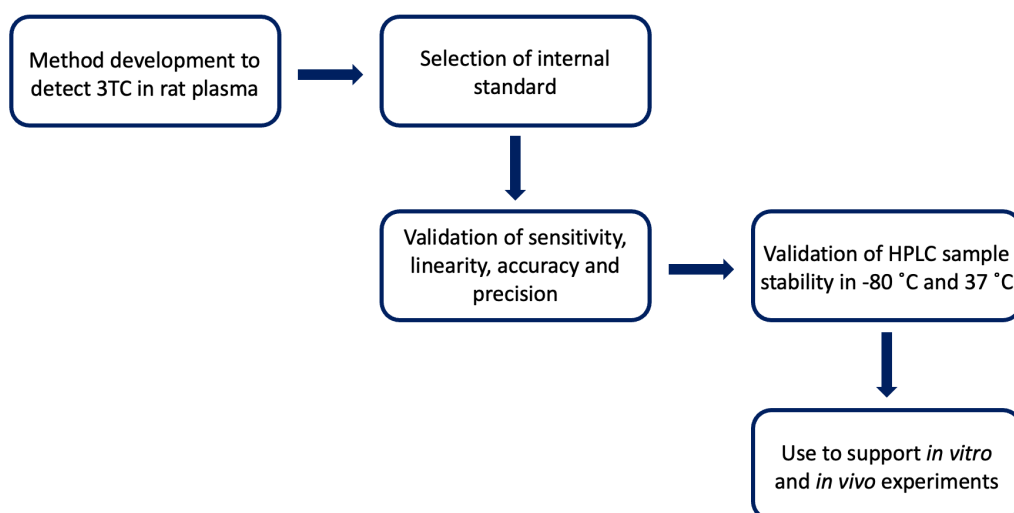 Method development to
detect 3TC in rat plasma
Selection of internal
standard
Validation of sensitivity,
linearity, accuracy and
precision
Validation of HPLC sample
stability in -80 ˚C and 37 ˚C
Use to support in vitro
and in vivo experiments